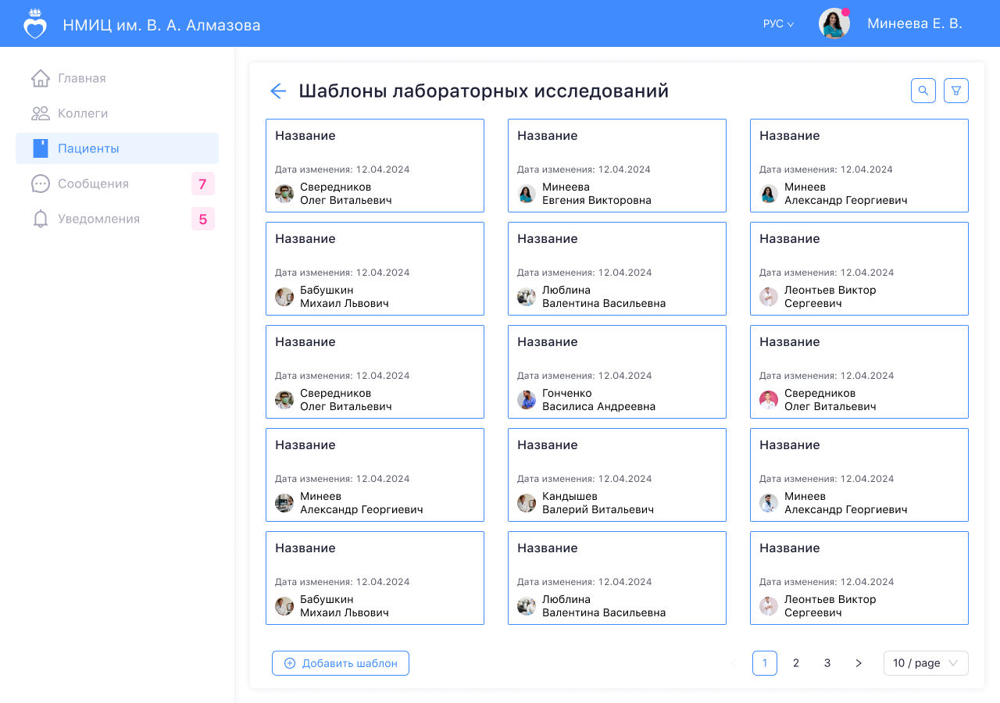 НМИЦ им. В. А. Алмазова
РУС
Минеева Е. В.
Главная
Коллеги
Пациенты
Сообщения
7
Уведомления
5
Шаблоны лабораторных исследований
Название
Дата изменения: 12.04.2024
Свередников
Олег Витальевич
Название
Дата изменения: 12.04.2024
Минеева
Евгения Викторовна
Название
Дата изменения: 12.04.2024
Минеев
Александр Георгиевич
Название
Дата изменения: 12.04.2024
Бабушкин
Михаил Львович
Название
Дата изменения: 12.04.2024
Люблина
Валентина Васильевна
Название
Дата изменения: 12.04.2024
Леонтьев Виктор
Сергеевич
Название
Дата изменения: 12.04.2024
Свередников
Олег Витальевич
Название
Дата изменения: 12.04.2024
Гонченко
Василиса Андреевна
Название
Дата изменения: 12.04.2024
Свередников
Олег Витальевич
Название
Дата изменения: 12.04.2024
Минеев
Александр Георгиевич
Название
Дата изменения: 12.04.2024
Кандышев
Валерий Витальевич
Название
Дата изменения: 12.04.2024
Минеев
Александр Георгиевич
Название
Дата изменения: 12.04.2024
Бабушкин
Михаил Львович
Название
Дата изменения: 12.04.2024
Люблина
Валентина Васильевна
Название
Дата изменения: 12.04.2024
Леонтьев Виктор
Сергеевич
Добавить шаблон
1 2 3
10 / page